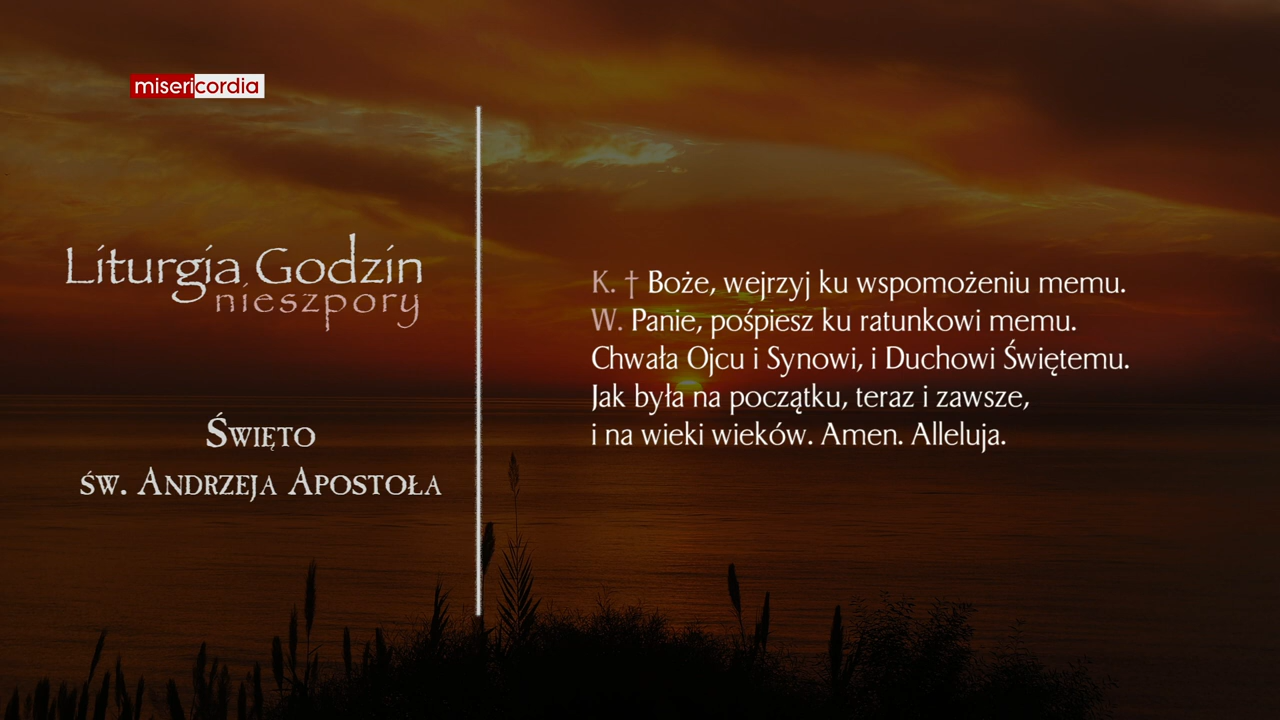 misericordia
Liturgia Godzin
nieszpory
Święto
św. Andrzeja Apostoła
K. † Boże, wejrzyj ku wspomożeniu memu.
W. Panie, pośpiesz ku ratunkowi memu.
Chwała Ojcu i Synowi, i Duchowi Świętemu.
Jak była na początku, teraz i zawsze,
i na wieki wieków. Amen. Alleluja.